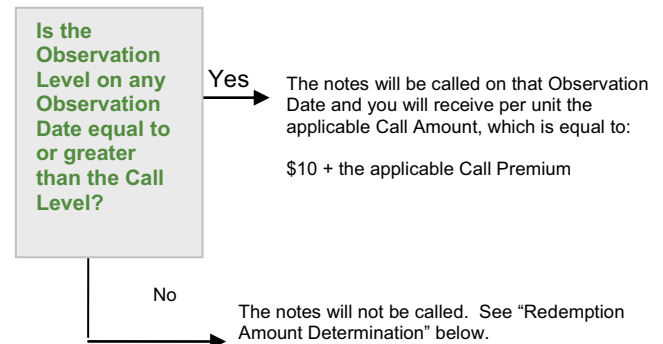 Is the
Observation
Level on any
Observation
Date equal to
or greater
than the Call
Level?
Yes
The notes will be called on that Observation
Date and you will receive per unit the
applicable Call Amount, which is equal to:
$10 + the applicable Call Premium
No
The notes will not be called. See “Redemption
Amount Determination” below.